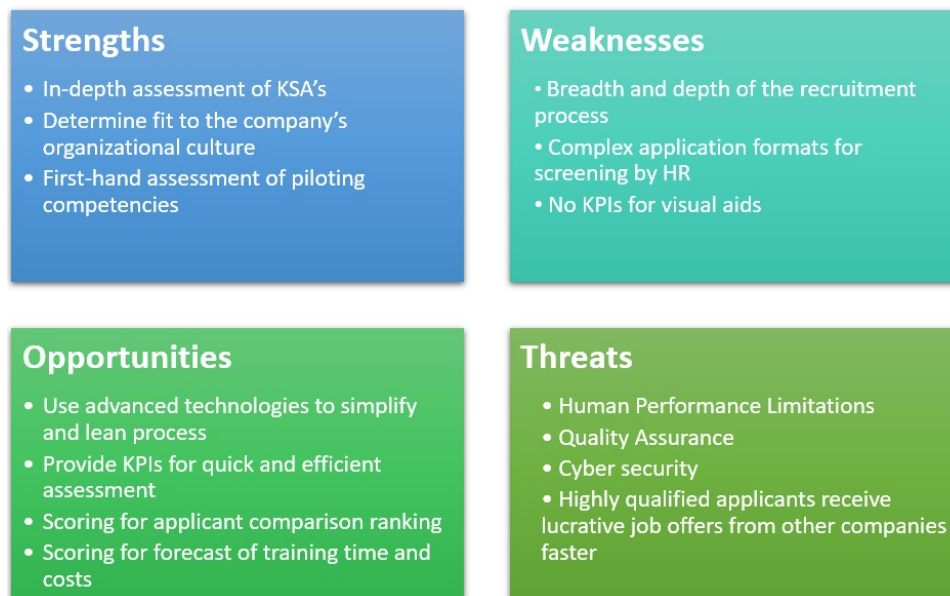 Strengths
• In-depth assessment of KSA's
• Determine fit to the company's
organizational culture
• First-hand assessment of piloting
competencies
Weaknesses
• Breadth and depth of the recruitment
process
• Complex application formats for
screening by HR
• No KPIs for visual aids
Opportunities
• Use advanced technologies to simplify
and lean process
• Provide KPIs for quick and efficient
assessment
• Scoring for applicant comparison ranking
• Scoring for forecast of training time and
costs
Threats
• Human Performance Limitations
• Quality Assurance
• Cyber security
• Highly qualified applicants receive
lucrative job offers from other companies
faster